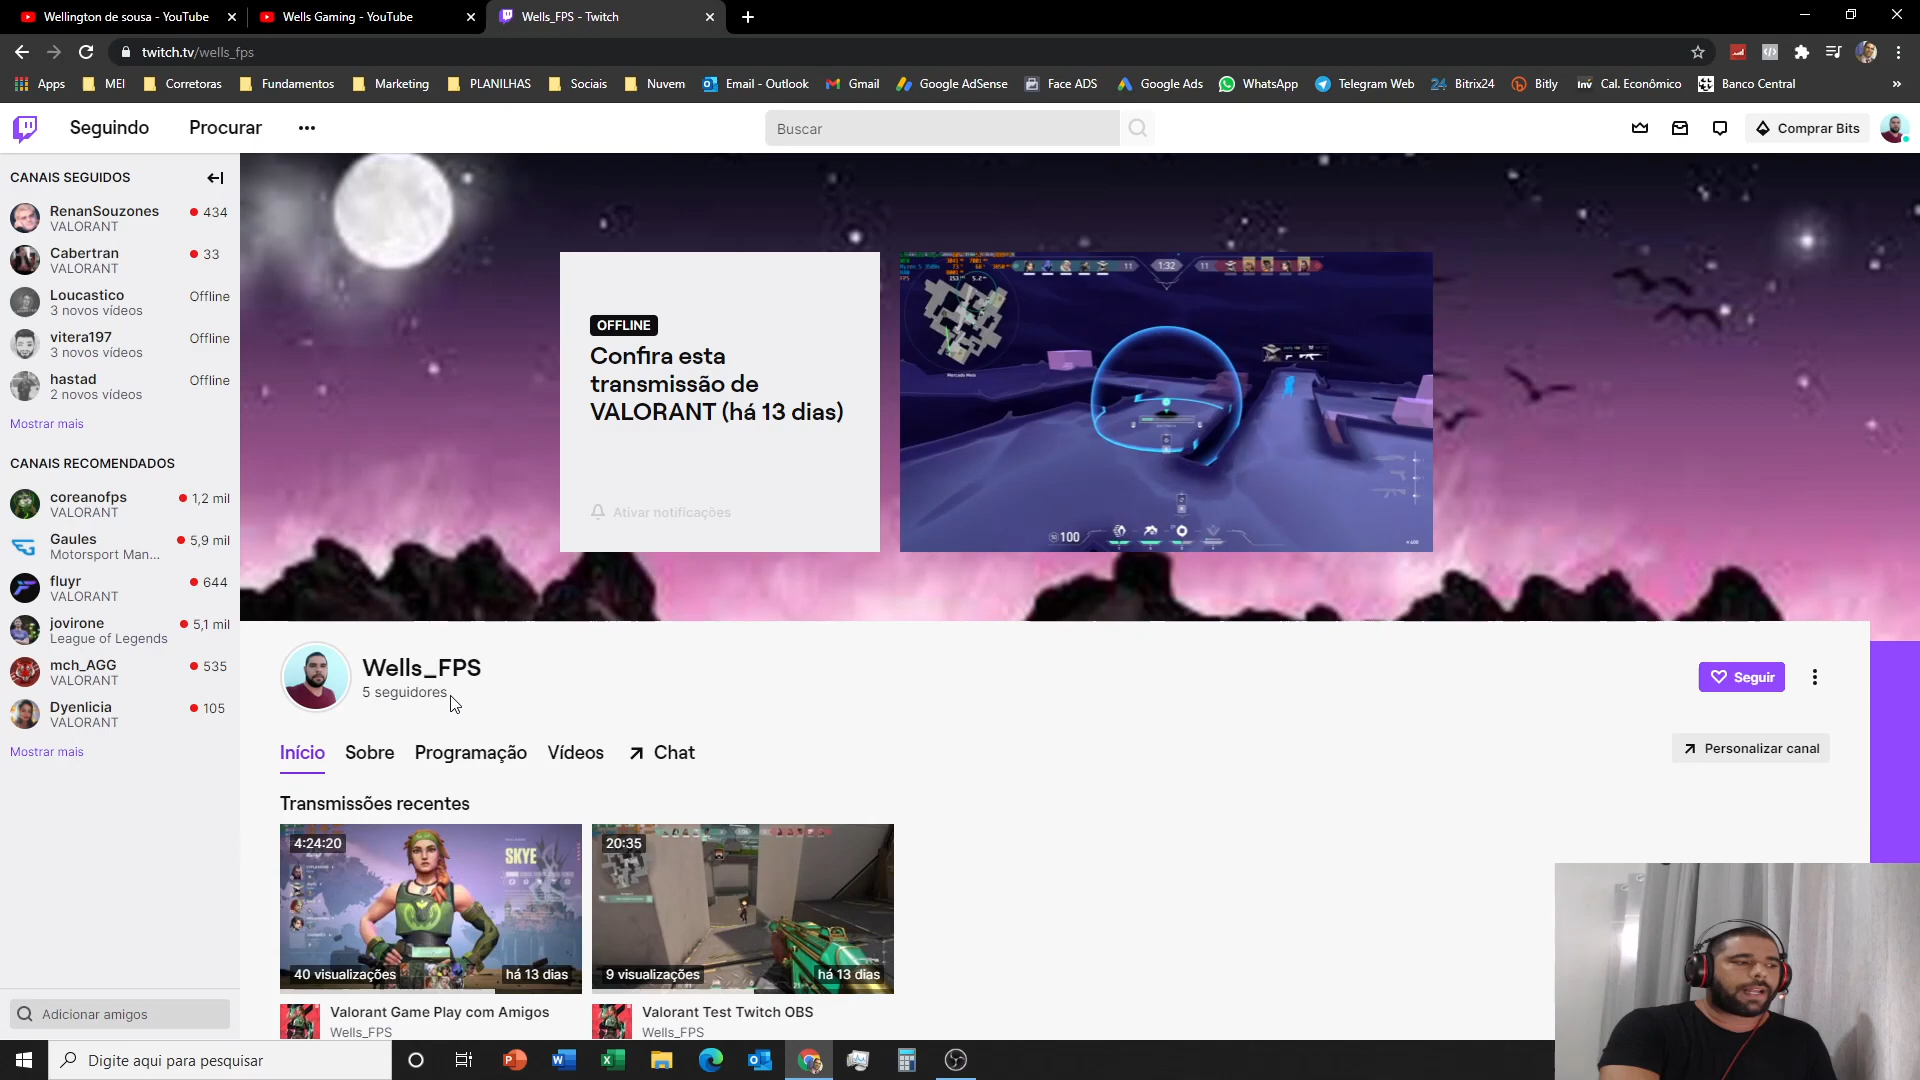 Wellington de sousa - YouTube
Wells Gaming - YouTube
Wells_FPS - Twitch
twitch.tv/wells_fps
Apps
MEI
Corretoras
Fundamentos
Marketing
PLANILHAS
Sociais
Nuvem
Email - Outlook
Gmail
Google AdSense
Face ADS
Google Ads
WhatsApp
Telegram Web
24 Bitrix24
Bitly
Inv Cal. Econômico
Banco Central
»
Seguindo
Procurar
Buscar
Comprar Bits
CANAIS SEGUIDOS
RenanSouzones 434
VALORANT
Cabertran 33
VALORANT
Loucastico Offline
3 novos vídeos
vitera197 Offline
3 novos vídeos
hastad Offline
2 novos vídeos
Mostrar mais
CANAIS RECOMENDADOS
coreanofps 1,2 mil
VALORANT
Gaules 5,9 mil
Motorsport Man...
fluyr 644
VALORANT
jovirone 5,1 mil
League of Legends
mch_AGG 535
VALORANT
Dyenlicia 105
VALORANT
Mostrar mais
Adicionar amigos
OFFLINE
Confira esta
transmissão de
VALORANT (há 13 dias)
Ativar notificações
11 1:32 11
100
Wells_FPS
5 seguidores
Seguir
Início Sobre Programação Vídeos Chat
Personalizar canal
Transmissões recentes
4:24:20
SKYE
40 visualizações há 13 dias
Valorant Game Play com Amigos
Wells_FPS
20:35
9 visualizações há 13 dias
Valorant Test Twitch OBS
Wells_FPS
Digite aqui para pesquisar